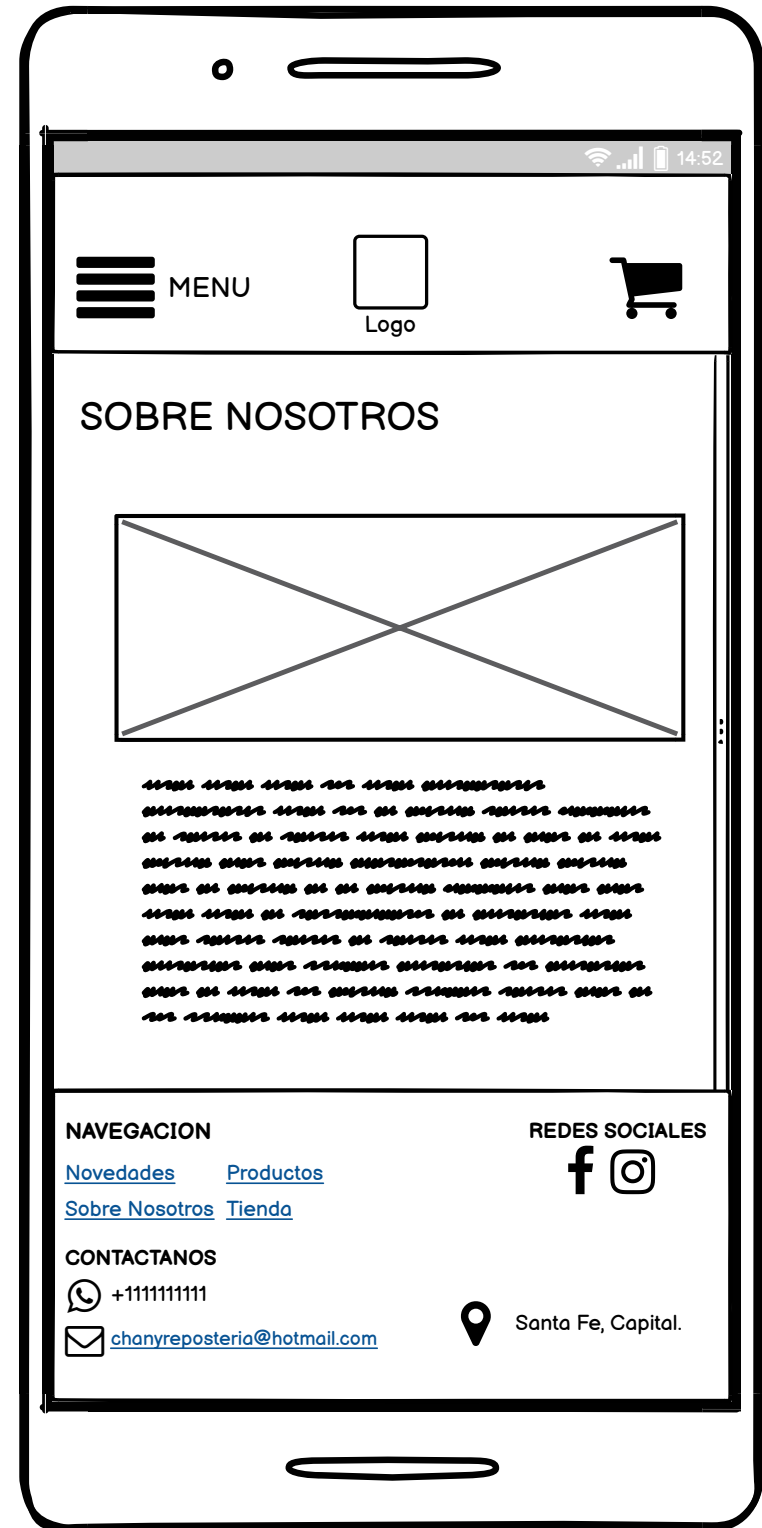 14:52
MENU
Logo
SOBRE NOSOTROS
NAVEGACION
Novedades Productos
Sobre Nosotros Tienda
REDES SOCIALES
CONTACTANOS
+1111111111
chanyreposteria@hotmail.com
Santa Fe, Capital.